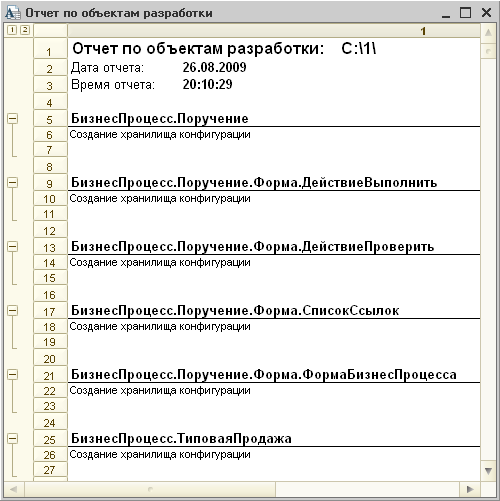 Отчет по объектам разработки
1 2
1
1 Отчет по объектам разработки: C:\1\
2 Дата отчета: 26.08.2009
3 Время отчета: 20:10:29
4
5 БизнесПроцесс.Поручение
6 Создание хранилища конфигурации
7
8
9 БизнесПроцесс.Поручение.Форма.ДействиеВыполнить
10 Создание хранилища конфигурации
11
12
13 БизнесПроцесс.Поручение.Форма.ДействиеПроверить
14 Создание хранилища конфигурации
15
16
17 БизнесПроцесс.Поручение.Форма.СписокСсылок
18 Создание хранилища конфигурации
19
20
21 БизнесПроцесс.Поручение.Форма.ФормаБизнесПроцесса
22 Создание хранилища конфигурации
23
24
25 БизнесПроцесс.ТиповаяПродажа
26 Создание хранилища конфигурации
27